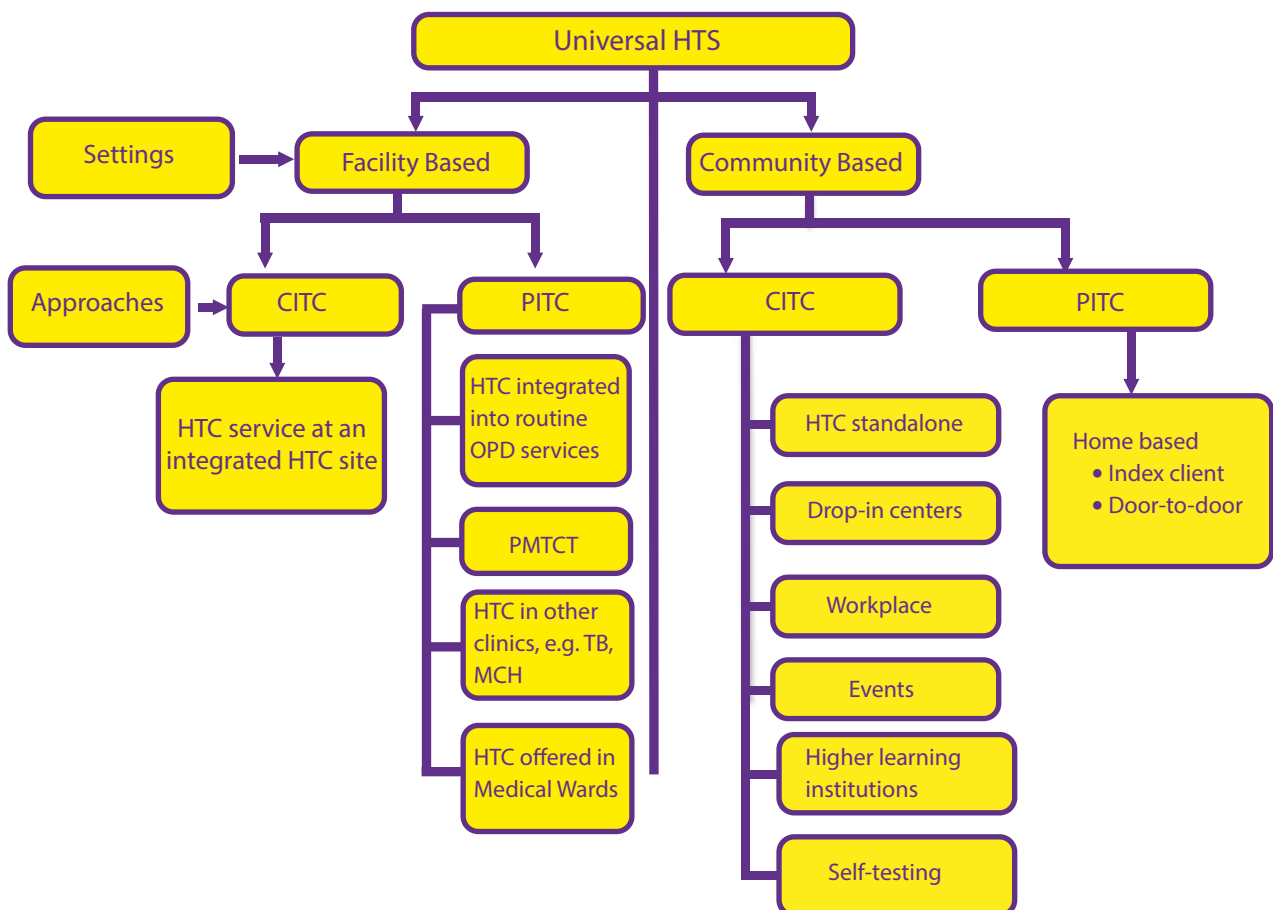 Universal HTS
Settings
Facility Based
Community Based
Approaches
CITC
PITC
CITC
PITC
HTC service at an
integrated HTC site
HTC integrated
into routine
OPD services
PMTCT
HTC in other
clinics, e.g. TB,
MCH
HTC offered in
Medical Wards
HTC standalone
Drop-in centers
Workplace
Events
Higher learning
institutions
Self-testing
Home based
• Index client
• Door-to-door